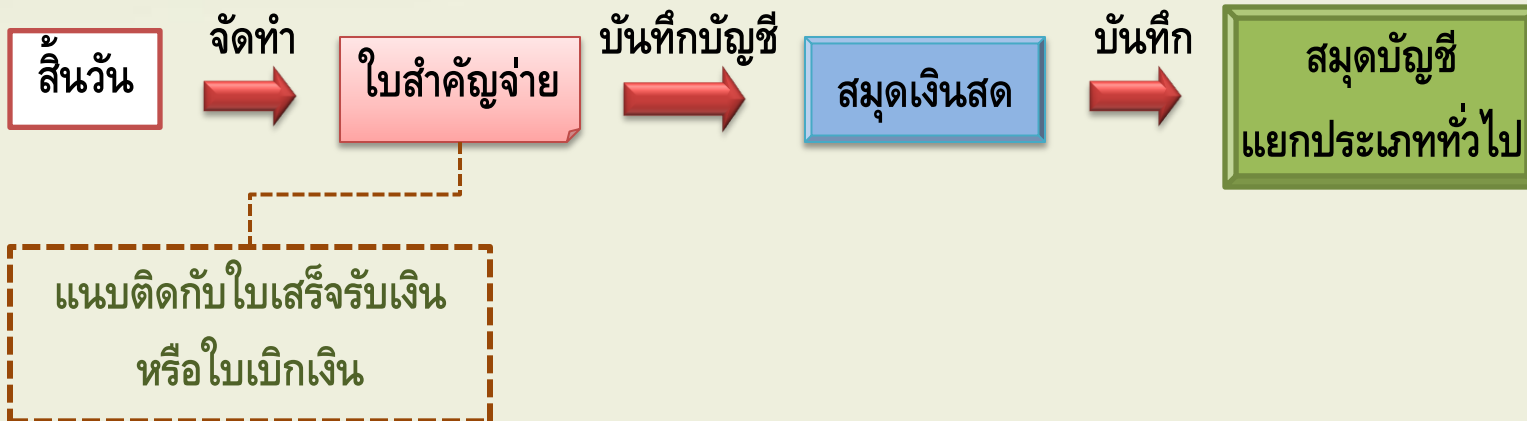 สิ้นวัน
จัดทำ
ใบสำคัญจ่าย
บันทึกบัญชี
สมุดเงินสด
บันทึก
สมุดบัญชี
แยกประเภททั่วไป
แนบติดกับใบเสร็จรับเงิน
หรือใบเบิกเงิน